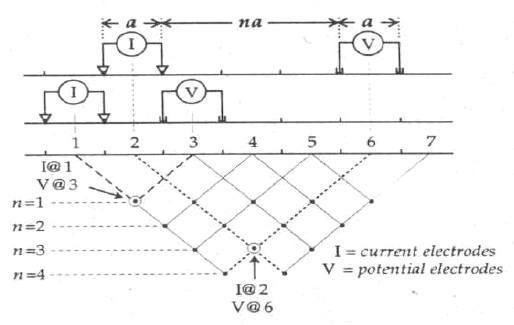 a na a
I V
I V
1 2 3 4 5 6 7
I@1
V@3
n=1
n=2
n=3
n=4
I = current electrodes
V = potential electrodes
I@2
V@6